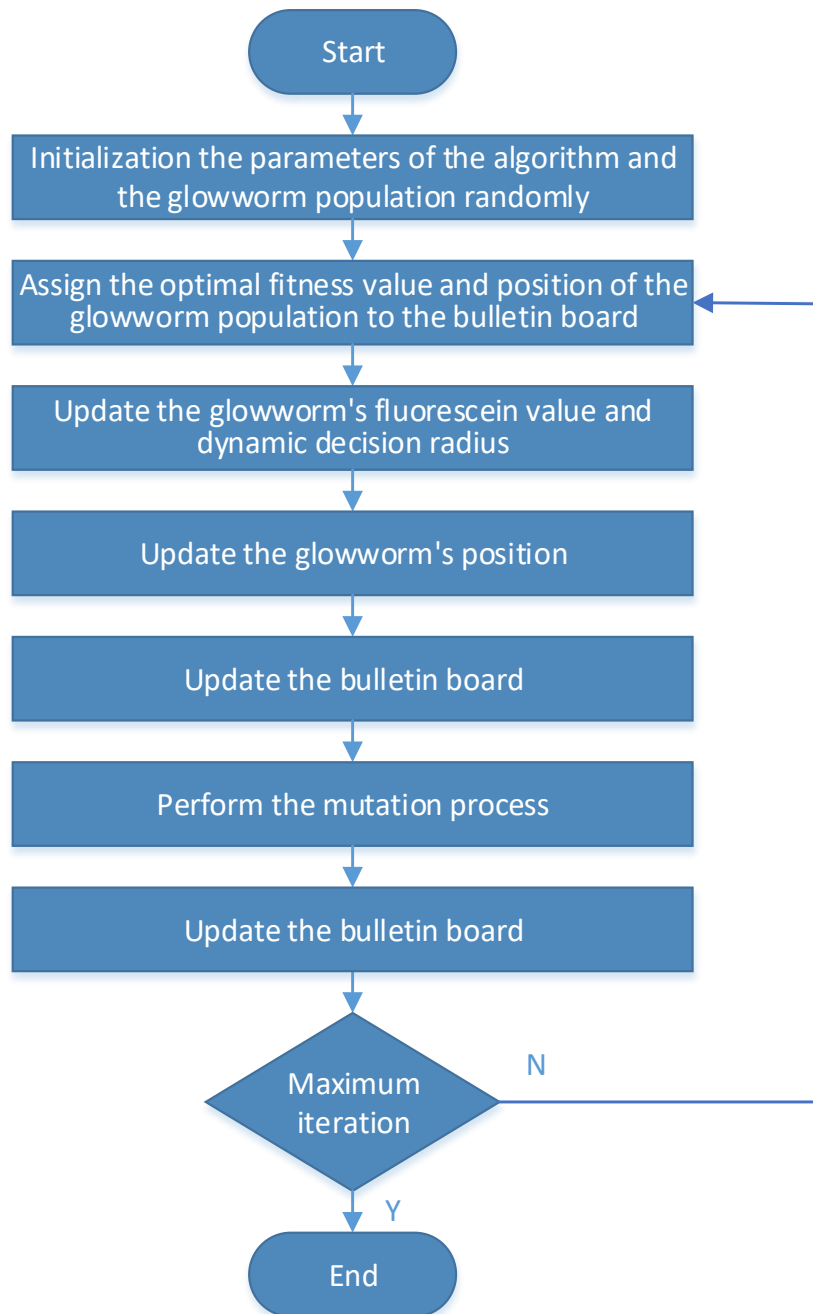 Start
Initialization the parameters of the algorithm and
the glowworm population randomly
Assign the optimal fitness value and position of the
glowworm population to the bulletin board
Update the glowworm's fluorescein value and
dynamic decision radius
Update the glowworm's position
Update the bulletin board
Perform the mutation process
Update the bulletin board
Maximum
iteration
N
Y
End